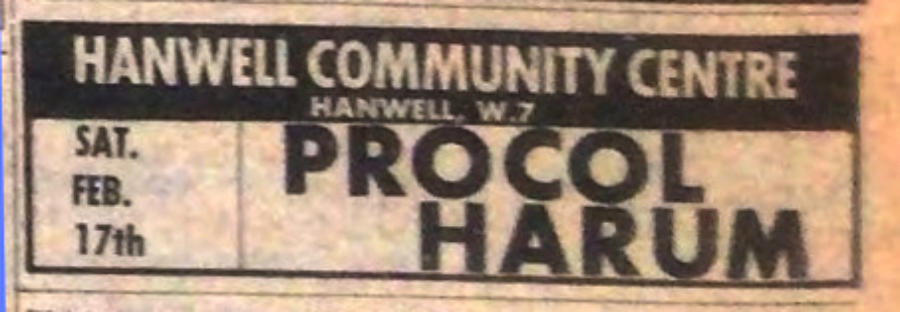 HANWELL COMMUNITY CENTRE
HANWELL, W.7
SAT.
FEB.
17th
PROCOL
HARUM